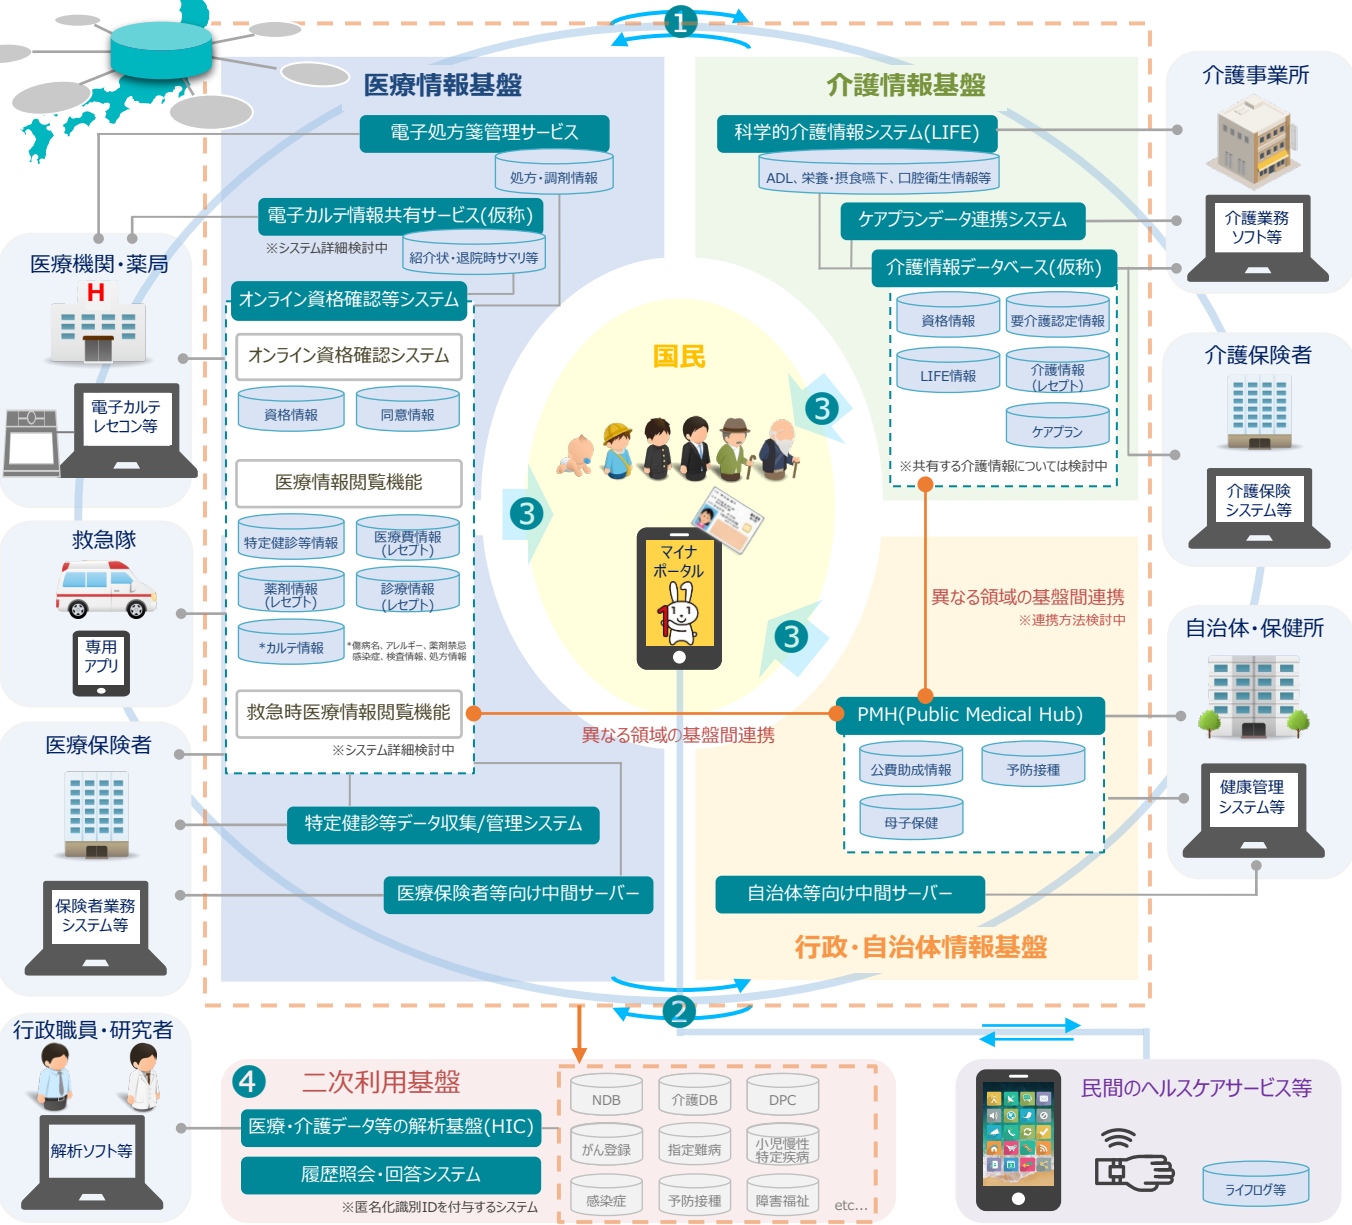 1
医療情報基盤
電子処方箋管理サービス
処方・調剤情報
電子カルテ情報共有サービス(仮称)
※システム詳細検討中
紹介状・退院時サマリ等
オンライン資格確認等システム
オンライン資格確認システム
資格情報
同意情報
医療情報閲覧機能
特定健診等情報
医療費情報
(レセプト)
薬剤情報
(レセプト)
診療情報
(レセプト)
*カルテ情報
*傷病名、アレルギー、薬剤禁忌
感染症、検査情報、処方情報
救急時医療情報閲覧機能
※システム詳細検討中
特定健診等データ収集/管理システム
医療保険者等向け中間サーバー
介護情報基盤
科学的介護情報システム(LIFE)
ADL、栄養・摂食嚥下、口腔衛生情報等
ケアプランデータ連携システム
介護情報データベース(仮称)
資格情報
要介護認定情報
LIFE情報
介護情報
(レセプト)
ケアプラン
※共有する介護情報については検討中
異なる領域の基盤間連携
※連携方法検討中
異なる領域の基盤間連携
PMH(Public Medical Hub)
公費助成情報
予防接種
母子保健
自治体等向け中間サーバー
行政・自治体情報基盤
国民
3
3
3
マイナ
ポータル
1
医療機関・薬局
H
電子カルテ
レセコン等
救急隊
専用
アプリ
医療保険者
保険者業務
システム等
行政職員・研究者
解析ソフト等
介護事業所
介護業務
ソフト等
介護保険者
介護保険
システム等
自治体・保健所
健康管理
システム等
2
4
二次利用基盤
医療・介護データ等の解析基盤(HIC)
履歴照会・回答システム
※匿名化識別IDを付与するシステム
NDB
介護DB
DPC
がん登録
指定難病
小児慢性
特定疾病
感染症
予防接種
障害福祉
etc...
民間のヘルスケアサービス等
ライフログ等